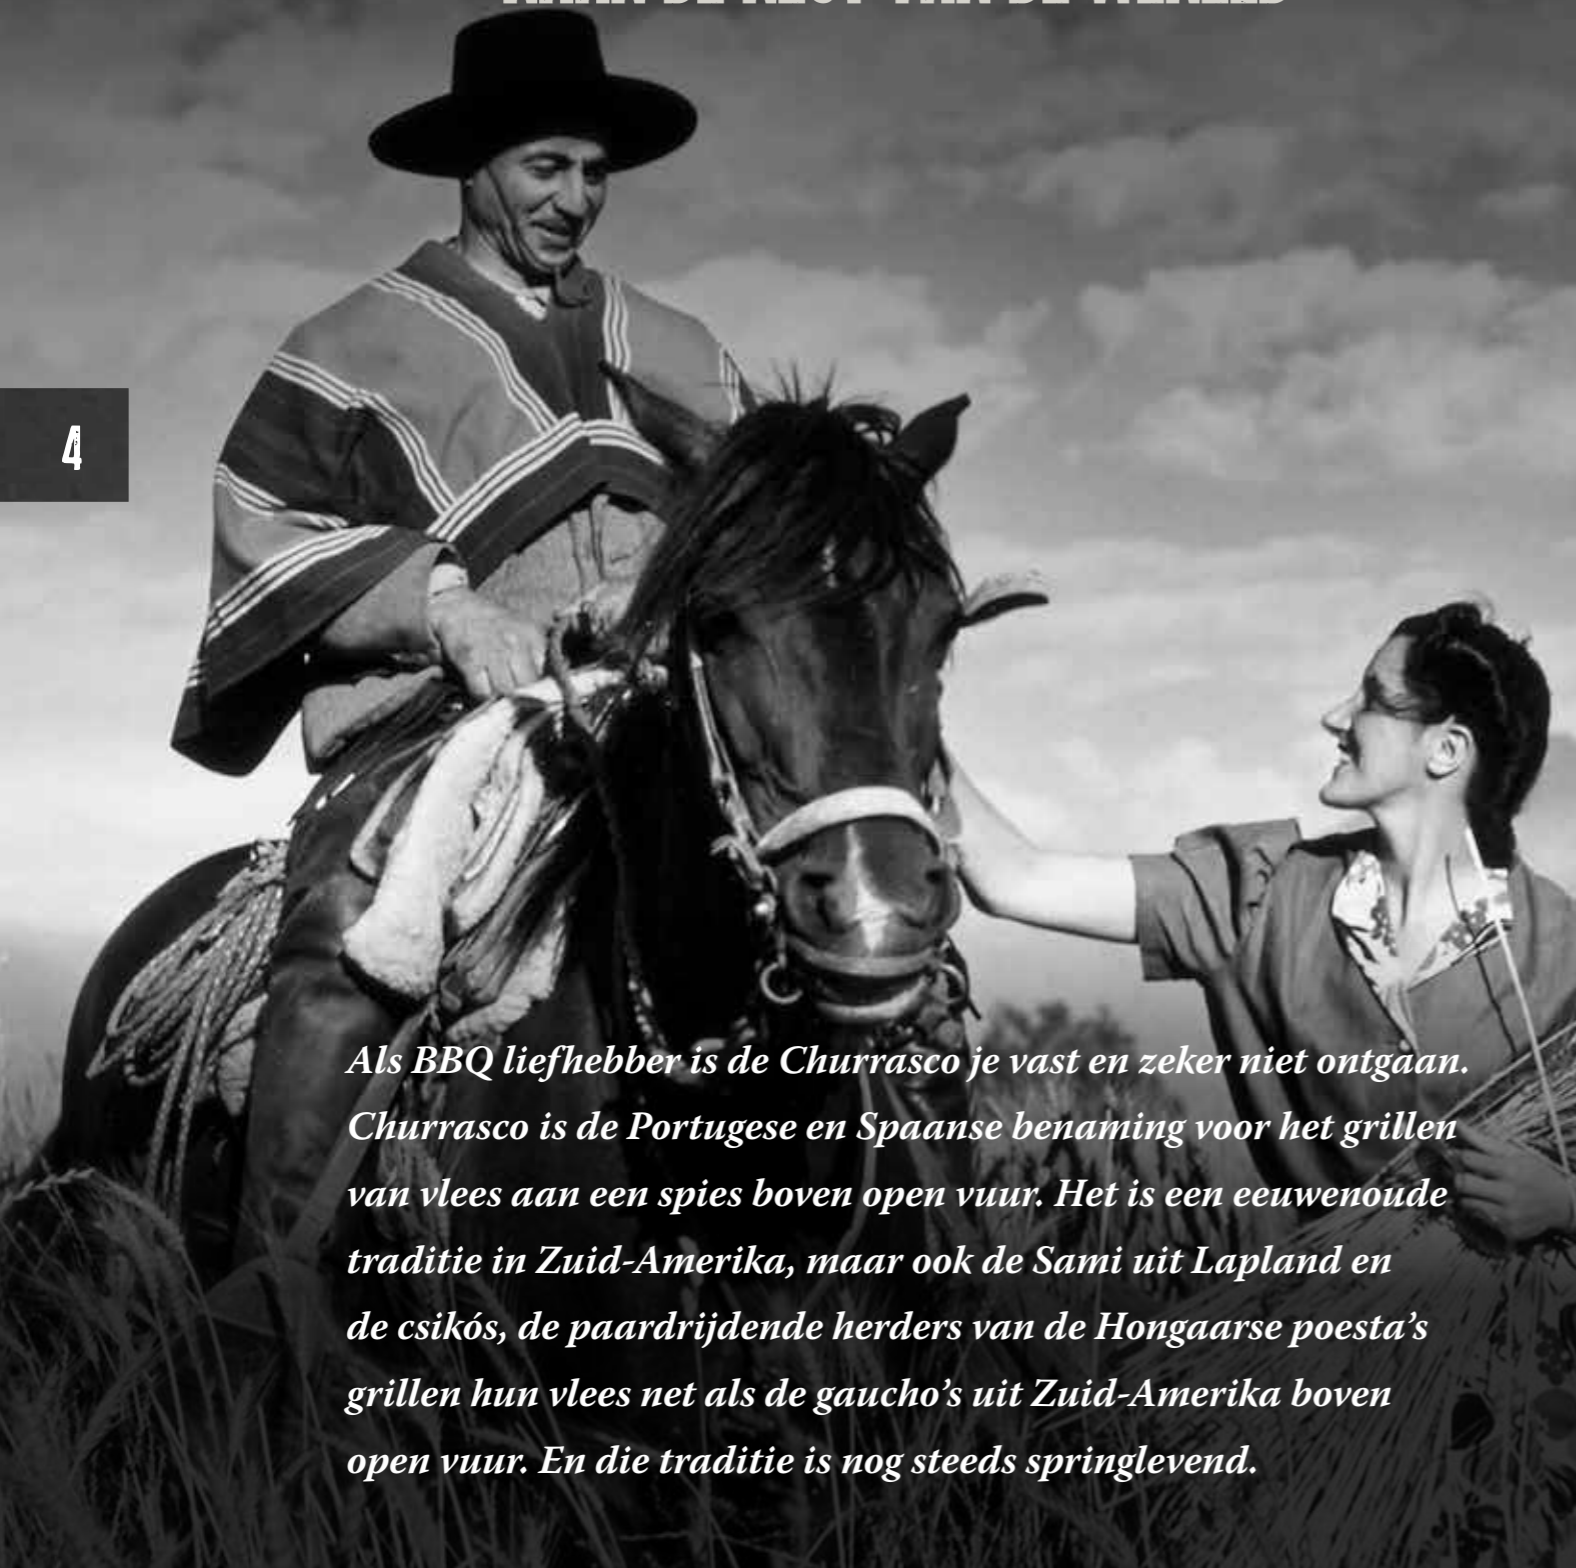 4
Als BBQ liefhebber is de Churrasco je vast en zeker niet ontgaan.
Churrasco is de Portugese en Spaanse benaming voor het grillen
van vlees aan een spies boven open vuur. Het is een eeuwenoude
traditie in Zuid-Amerika, maar ook de Sami uit Lapland en
de csikós, de paardrijdende herders van de Hongaarse poesta’s
grillen hun vlees net als de gaucho’s uit Zuid-Amerika boven
open vuur. En die traditie is nog steeds springlevend.